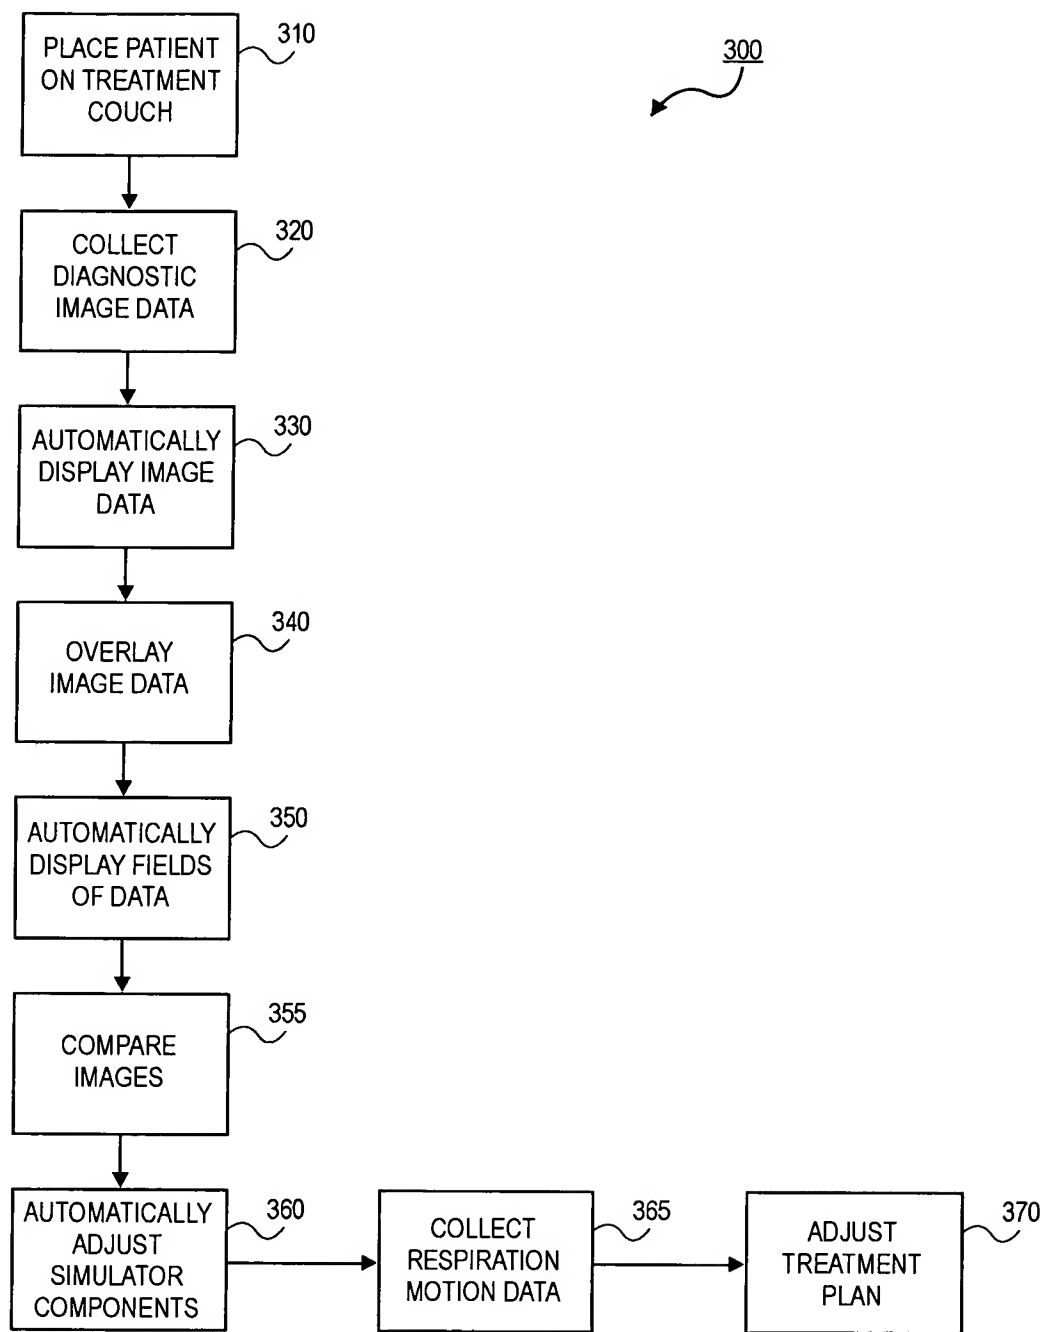 PLACE PATIENT
ON TREATMENT
COUCH
310
300
COLLECT
DIAGNOSTIC
IMAGE DATA
320
AUTOMATICALLY
DISPLAY IMAGE
DATA
330
OVERLAY
IMAGE DATA
340
AUTOMATICALLY
DISPLAY FIELDS
OF DATA
350
COMPARE
IMAGES
355
AUTOMATICALLY
ADJUST
SIMULATOR
COMPONENTS
360
COLLECT
RESPIRATION
MOTION DATA
365
ADJUST
TREATMENT
PLAN
370